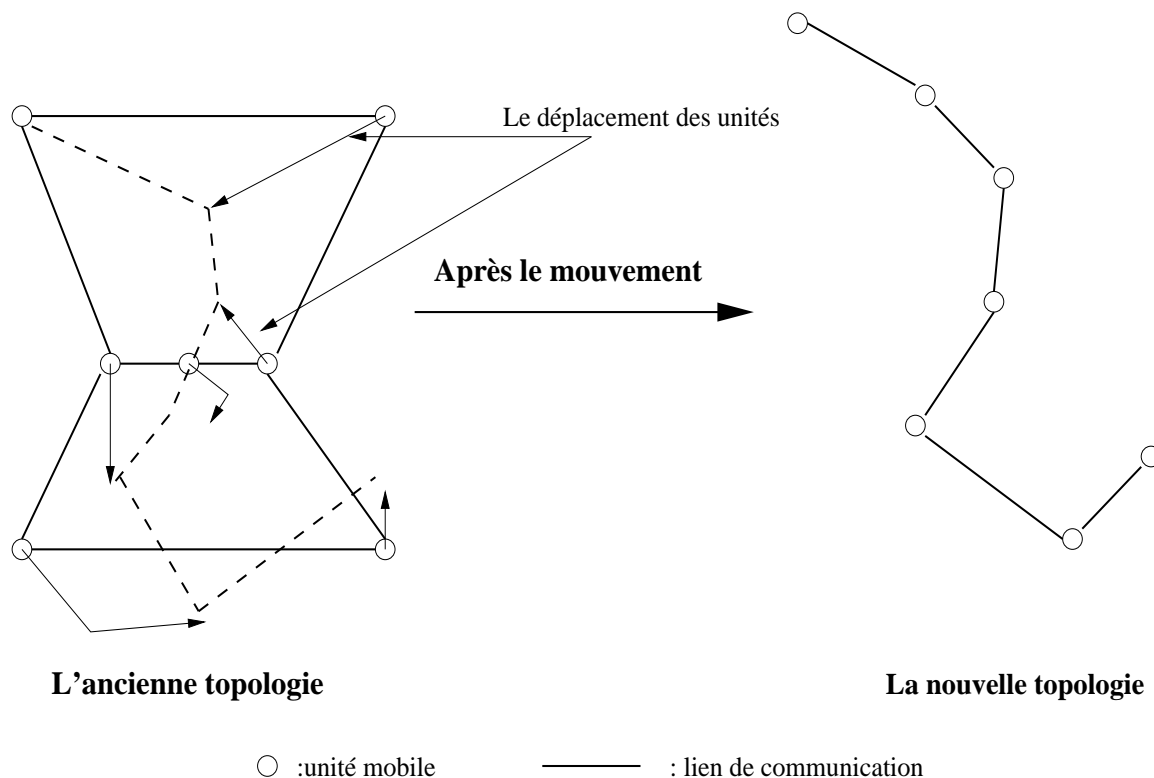 Le déplacement des unités
Après le mouvement
L'ancienne topologie
La nouvelle topologie
:unité mobile
: lien de communication